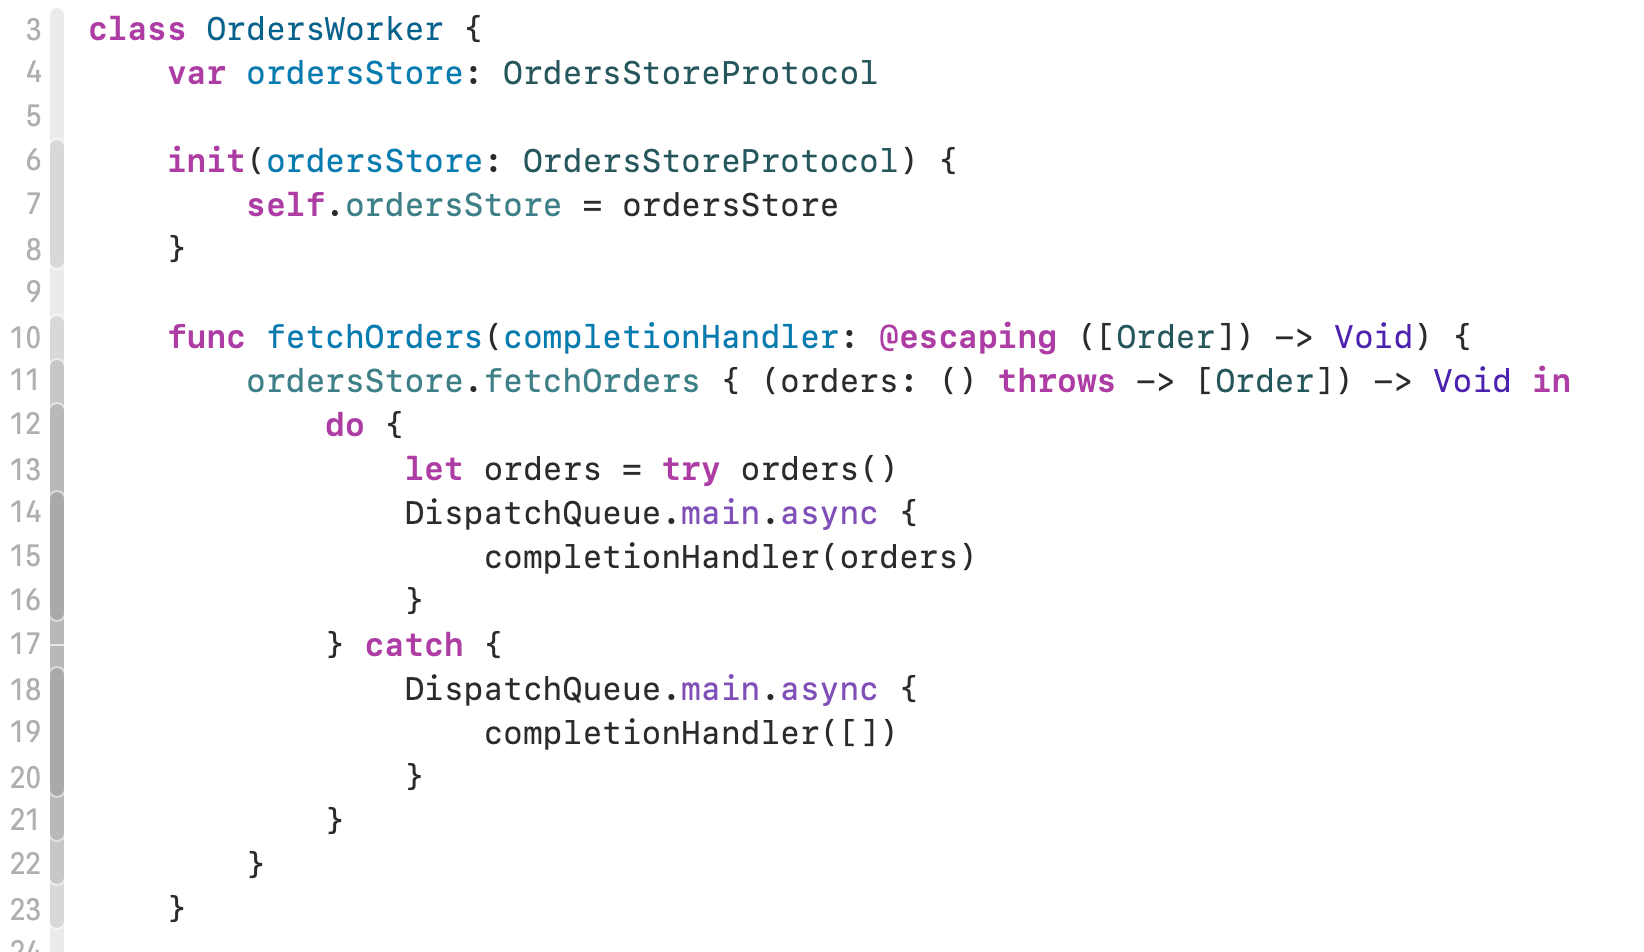 3 class OrdersWorker {
4     var ordersStore: OrdersStoreProtocol
5
6     init(ordersStore: OrdersStoreProtocol) {
7         self.ordersStore = ordersStore
8     }
9
10     func fetchOrders(completionHandler: @escaping ([Order]) -> Void) {
11         ordersStore.fetchOrders { (orders: () throws -> [Order]) -> Void in
12             do {
13                 let orders = try orders()
14                 DispatchQueue.main.async {
15                     completionHandler(orders)
16                 }
17             } catch {
18                 DispatchQueue.main.async {
19                     completionHandler([])
20                 }
21             }
22         }
23     }
24